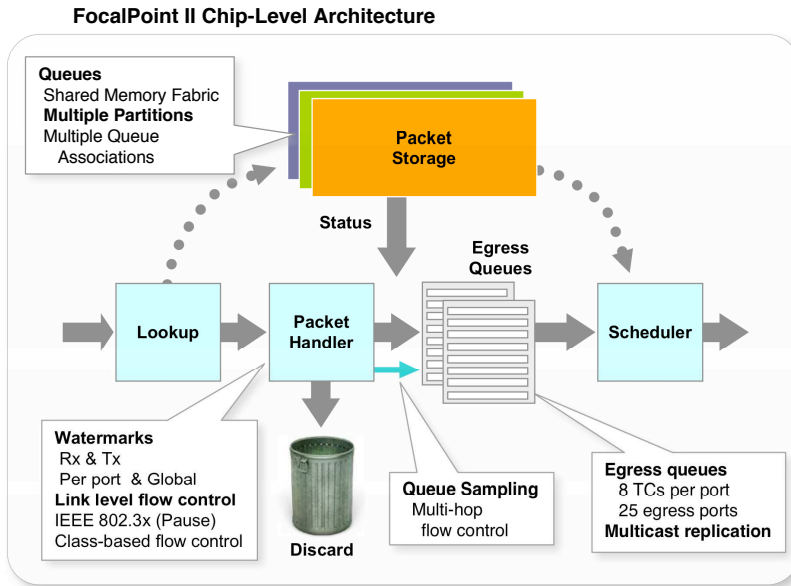 FocalPoint II Chip-Level Architecture
Queues
Shared Memory Fabric
Multiple Partitions
Multiple Queue
Associations
Packet
Storage
Status
Egress
Queues
Lookup
Packet
Handler
Scheduler
Watermarks
Rx & Tx
Per port & Global
Link level flow control
IEEE 802.3x (Pause)
Class-based flow control
Discard
Queue Sampling
Multi-hop
flow control
Egress queues
8 TCs per port
25 egress ports
Multicast replication